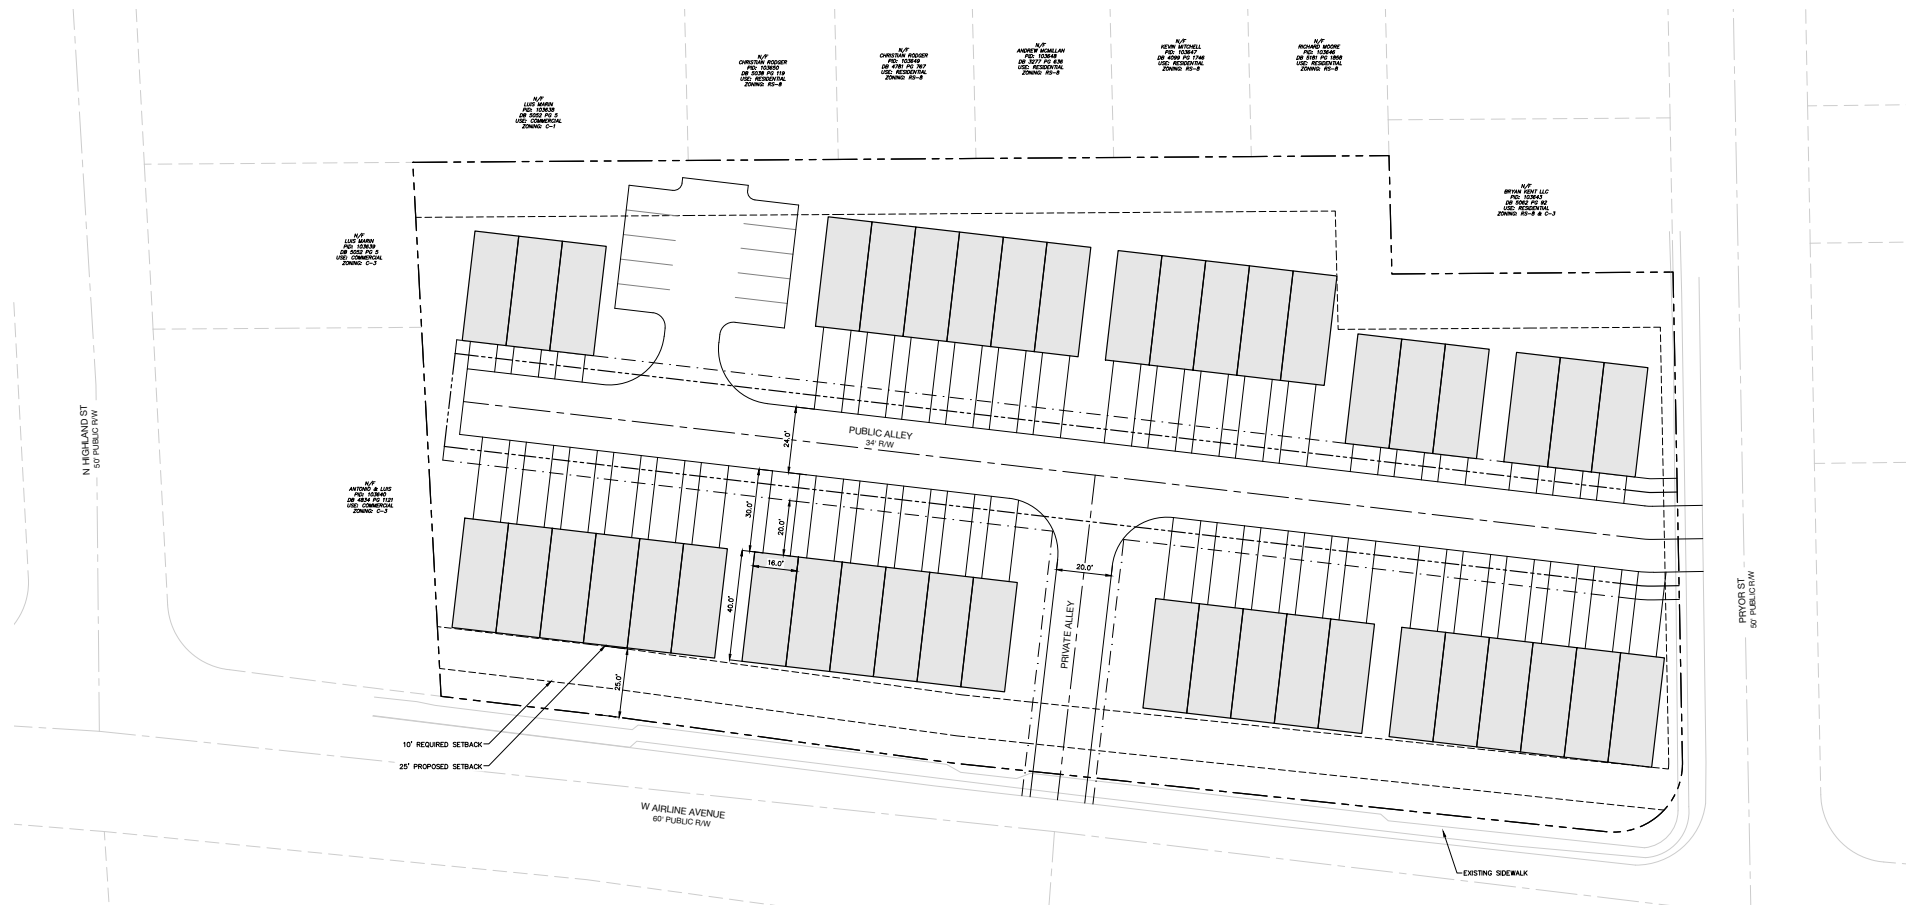 N/F
RICHARD MOORE
PID: 103646
DB 5181 PG 1858
USE: RESIDENTIAL
ZONING: RS-8
N/F
KEVIN MITCHELL
PID: 103647
DB 4099 PG 1746
USE: RESIDENTIAL
ZONING: RS-8
N/F
ANDREW MCMILLAN
PID: 103648
DB 3277 PG 636
USE: RESIDENTIAL
ZONING: RS-8
N/F
CHRISTIAN RODGER
PID: 103649
DB 4781 PG 767
USE: RESIDENTIAL
ZONING: RS-8
N/F
CHRISTIAN RODGER
PID: 103650
DB 5038 PG 119
USE: RESIDENTIAL
ZONING: RS-8
N/F
LUIS MARIN
PID: 103638
DB 5052 PG 5
USE: COMMERCIAL
ZONING: C-1
N/F
BRYAN KENT LLC
PID: 103645
DB 5062 PG 92
USE: RESIDENTIAL
ZONING: RS-8 & C-3
N/F
LUIS MARIN
PID: 103639
DB 5052 PG 5
USE: COMMERCIAL
ZONING: C-3
N/F
ANTONIO & LUIS
PID: 103640
DB 4834 PG 1121
USE: COMMERCIAL
ZONING: C-3
N HIGHLAND ST
50' PUBLIC R/W
PUBLIC ALLEY
34' R/W
24.0'
30.0'
20.0'
16.0'
40.0'
25.0'
20.0'
PRIVATE ALLEY
PRYOR ST
50' PUBLIC R/W
10' REQUIRED SETBACK
25' PROPOSED SETBACK
W AIRLINE AVENUE
60' PUBLIC R/W
EXISTING SIDEWALK